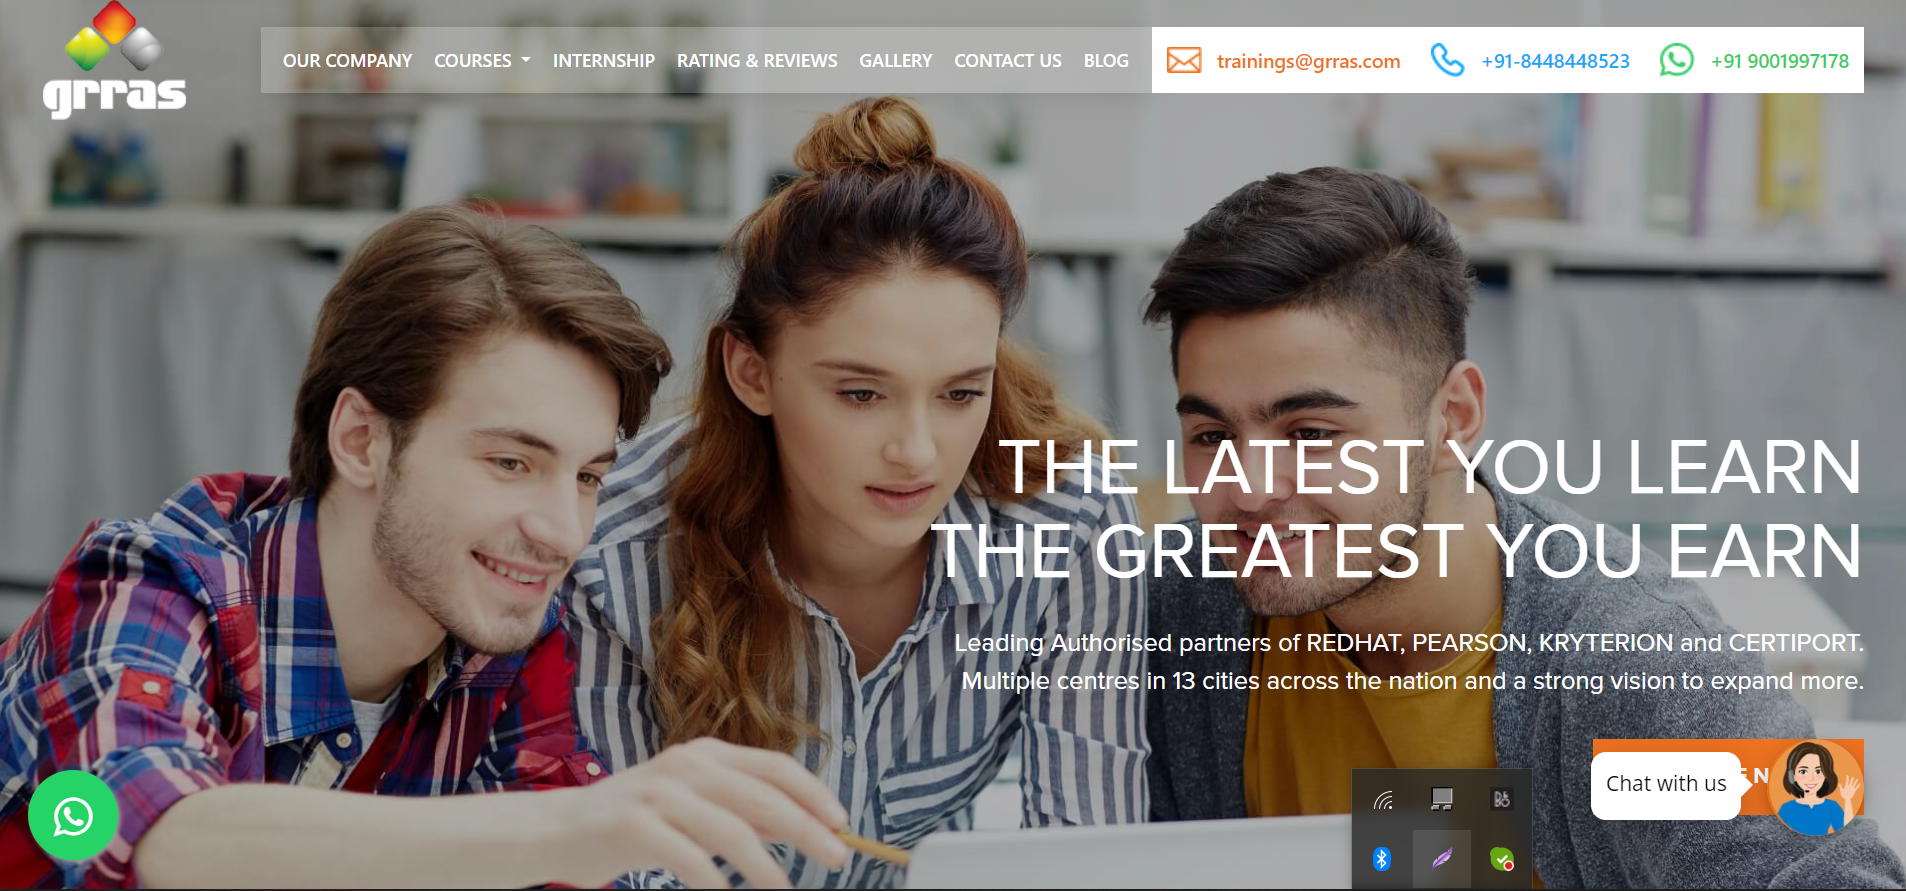 grras
OUR COMPANY COURSES INTERNSHIP RATING & REVIEWS GALLERY CONTACT US BLOG trainings@grras.com +91-8448448523 +91 9001997178
THE LATEST YOU LEARN
THE GREATEST YOU EARN
Leading Authorised partners of REDHAT, PEARSON, KRYTERION and CERTIPORT.
Multiple centres in 13 cities across the nation and a strong vision to expand more.
Chat with us